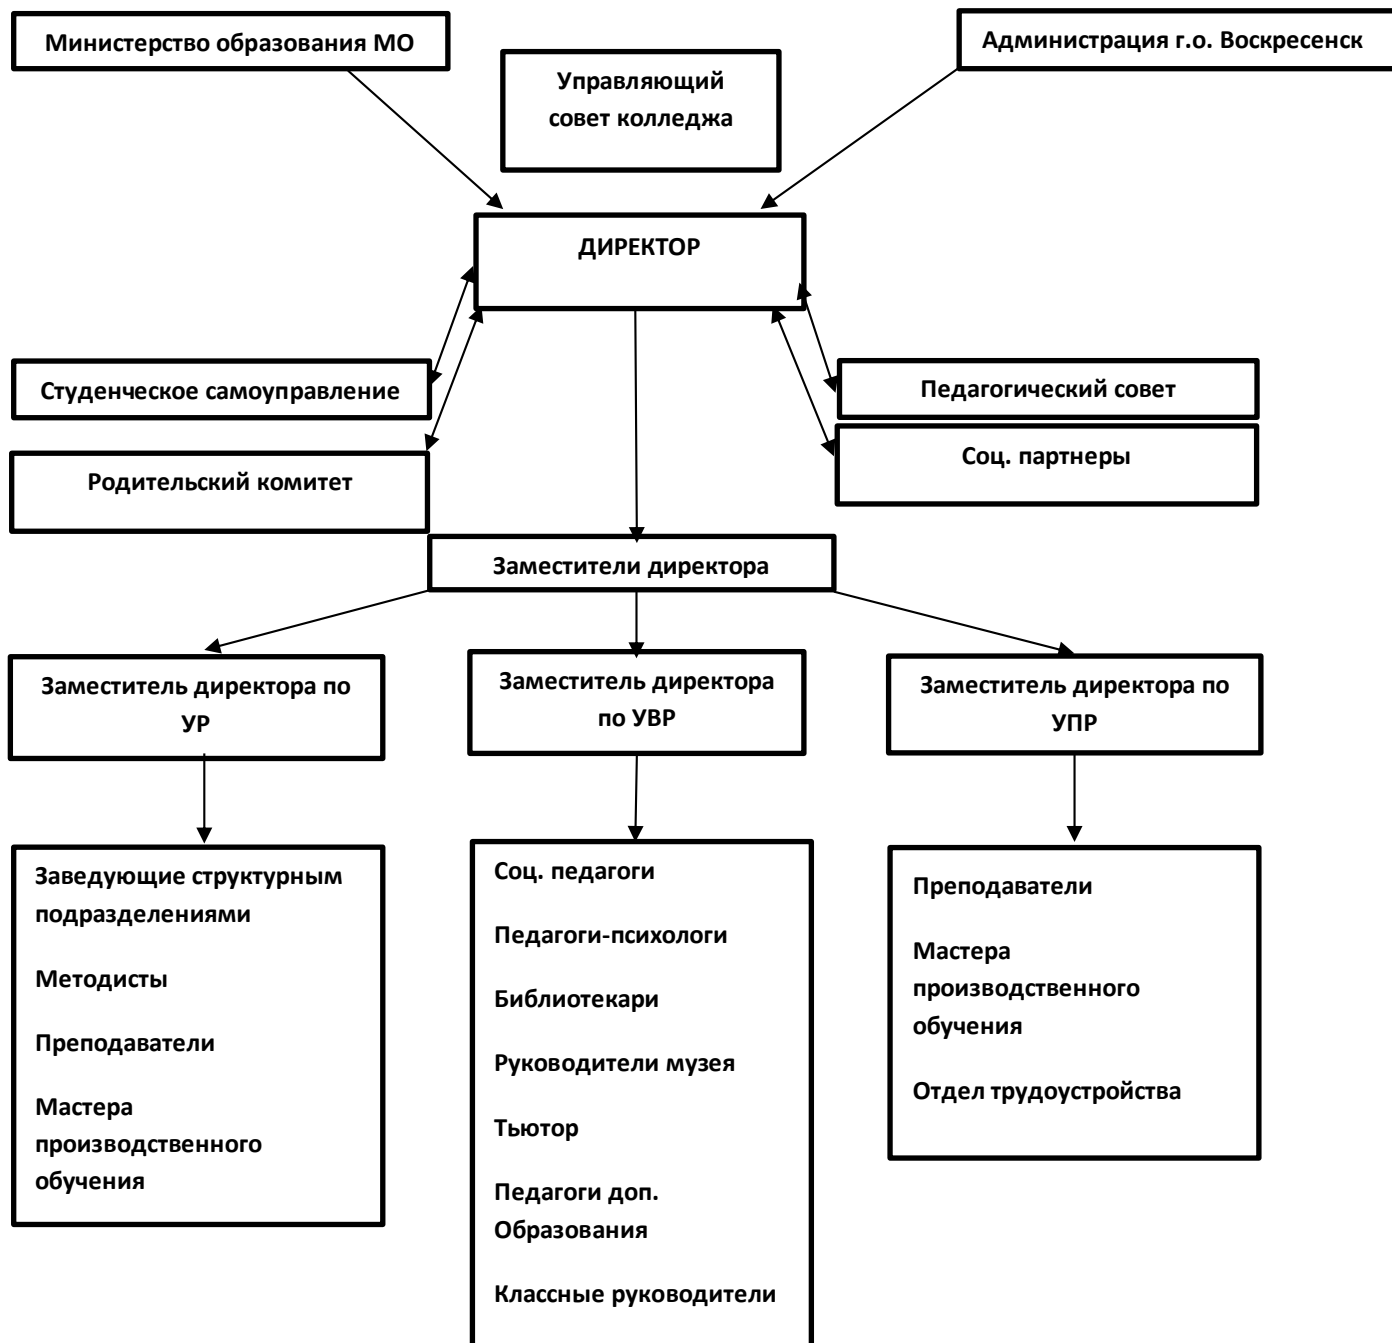 Министерство образования МО
Администрация г.о. Воскресенск
Управляющий
совет колледжа
ДИРЕКТОР
Студенческое самоуправление
Педагогический совет
Родительский комитет
Соц. партнеры
Заместители директора
Заместитель директора по
УР
Заместитель директора
по УВР
Заместитель директора по
УПР
Заведующие структурным
подразделениями
Методисты
Преподаватели
Мастера
производственного
обучения
Соц. педагоги
Педагоги-психологи
Библиотекари
Руководители музея
Тьютор
Педагоги доп.
Образования
Классные руководители
Преподаватели
Мастера
производственного
обучения
Отдел трудоустройства